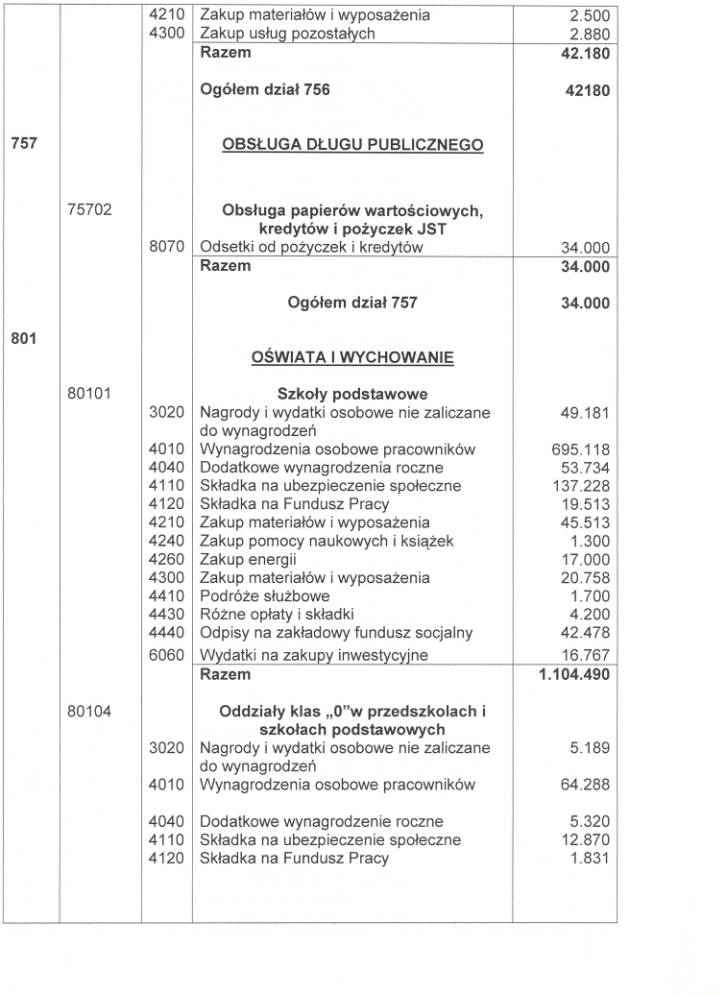 4210 Zakup materiałów i wyposażenia 2.500
4300 Zakup usług pozostałych 2.880
Razem 42.180
Ogółem dział 756 42180
757 OBSŁUGA DŁUGU PUBLICZNEGO
75702 Obsługa papierów wartościowych,
kredytów i pożyczek JST
8070 Odsetki od pożyczek i kredytów 34.000
Razem 34.000
Ogółem dział 757 34.000
801
OŚWIATA I WYCHOWANIE
80101 Szkoły podstawowe
3020 Nagrody i wydatki osobowe nie zaliczane 49.181
do wynagrodzeń
4010 Wynagrodzenia osobowe pracowników 695.118
4040 Dodatkowe wynagrodzenia roczne 53.734
4110 Składka na ubezpieczenie społeczne 137.228
4120 Składka na Fundusz Pracy 19.513
4210 Zakup materiałów i wyposażenia 45.513
4240 Zakup pomocy naukowych i książek 1.300
4260 Zakup energii 17.000
4300 Zakup materiałów i wyposażenia 20.758
4410 Podróże służbowe 1.700
4430 Różne opłaty i składki 4.200
4440 Odpisy na zakładowy fundusz socjalny 42.478
6060 Wydatki na zakupy inwestycyjne 16.767
Razem 1.104.490
80104 Oddziały klas „0”w przedszkolach i
szkołach podstawowych
3020 Nagrody i wydatki osobowe nie zaliczane 5.189
do wynagrodzeń
4010 Wynagrodzenia osobowe pracowników 64.288
4040 Dodatkowe wynagrodzenie roczne 5.320
4110 Składka na ubezpieczenie społeczne 12.870
4120 Składka na Fundusz Pracy 1.831